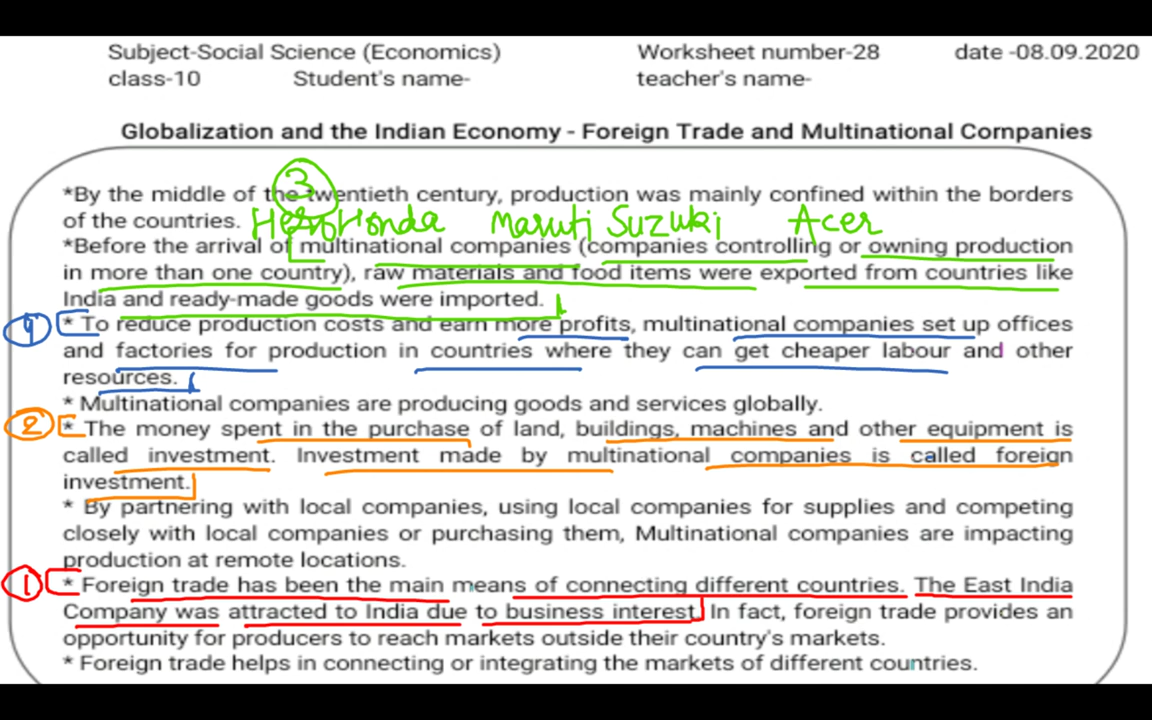 Subject-Social Science (Economics) Worksheet number-28 date -08.09.2020
class-10 Student's name- teacher's name-
Globalization and the Indian Economy - Foreign Trade and Multinational Companies
3
*By the middle of the twentieth century, production was mainly confined within the borders
of the countries. Hero Honda Maruti Suzuki Acer
*Before the arrival of multinational companies (companies controlling or owning production
in more than one country), raw materials and food items were exported from countries like
India and ready-made goods were imported.
4 * To reduce production costs and earn more profits, multinational companies set up offices
and factories for production in countries where they can get cheaper labour and other
resources.
* Multinational companies are producing goods and services globally.
2 * The money spent in the purchase of land, buildings, machines and other equipment is
called investment. Investment made by multinational companies is called foreign
investment.
* By partnering with local companies, using local companies for supplies and competing
closely with local companies or purchasing them, Multinational companies are impacting
production at remote locations.
1 * Foreign trade has been the main means of connecting different countries. The East India
Company was attracted to India due to business interest. In fact, foreign trade provides an
opportunity for producers to reach markets outside their country's markets.
* Foreign trade helps in connecting or integrating the markets of different countries.